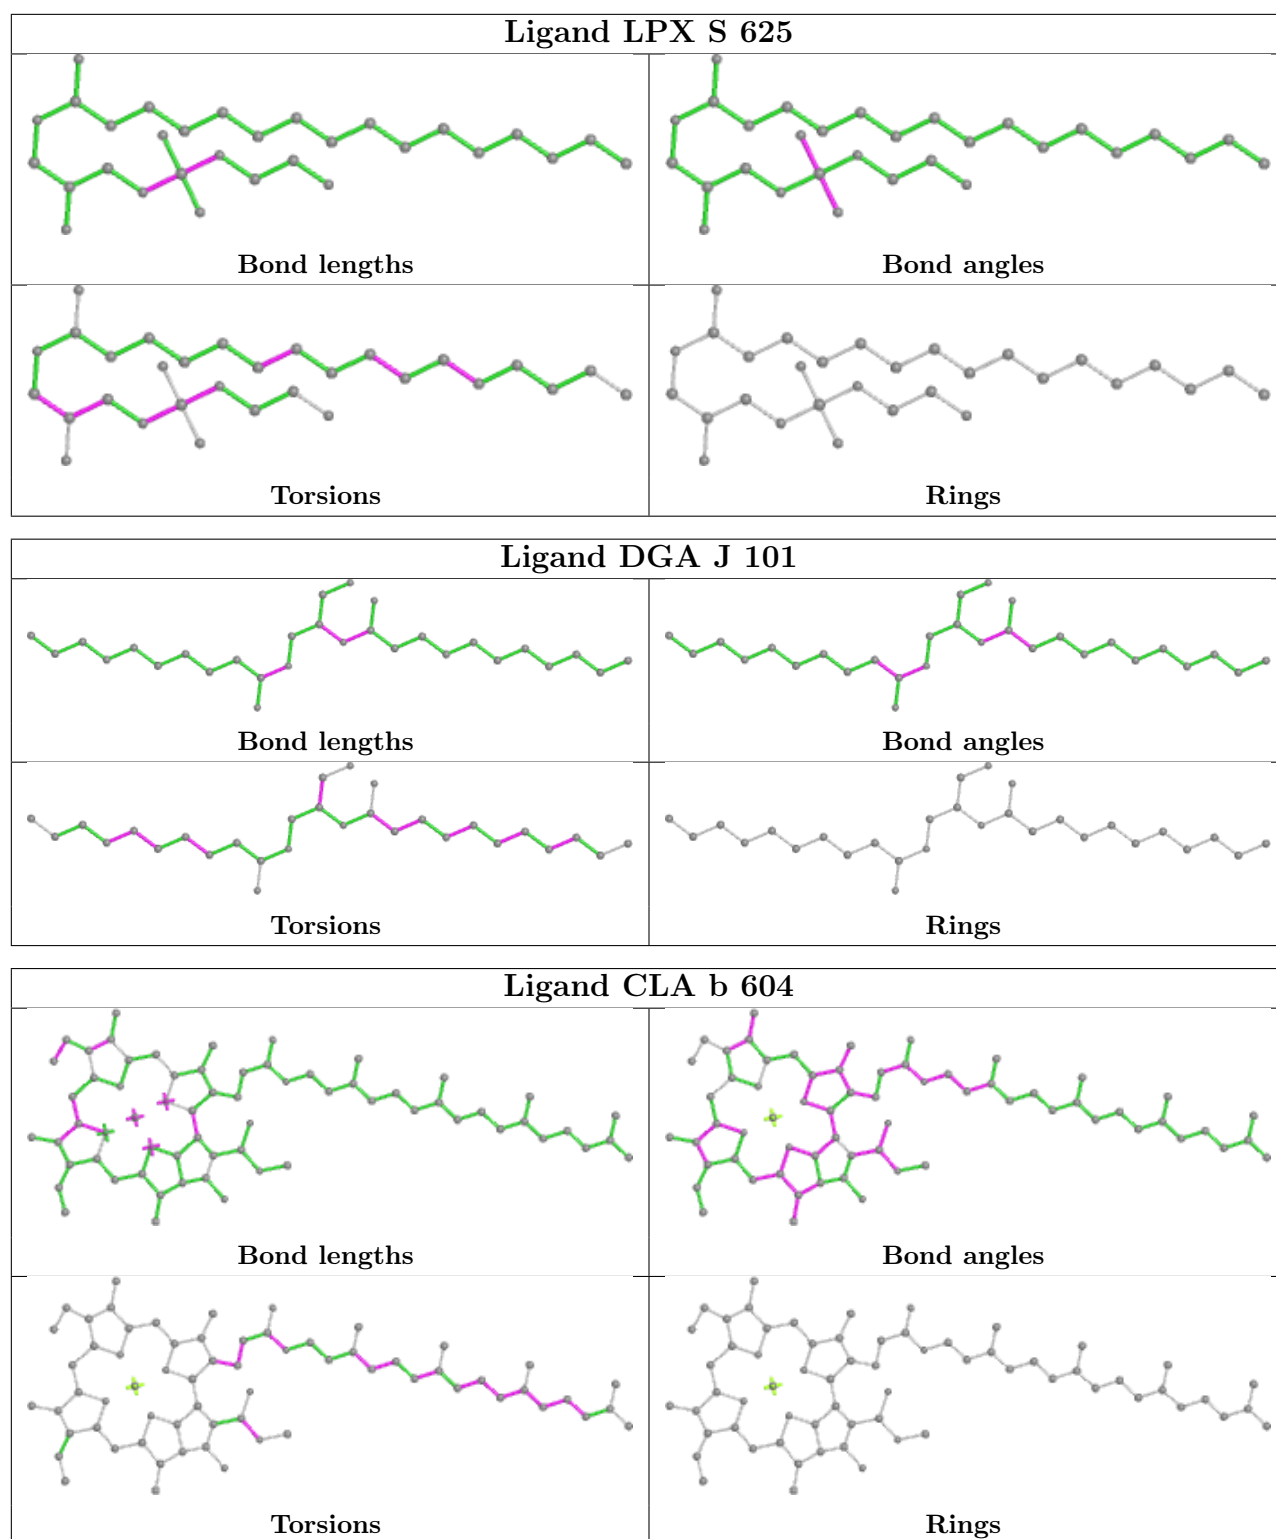 Ligand LPX S 625
Bond lengths
Bond angles
Torsions
Rings
Ligand DGA J 101
Bond lengths
Bond angles
Torsions
Rings
Ligand CLA b 604
Bond lengths
Bond angles
Torsions
Rings